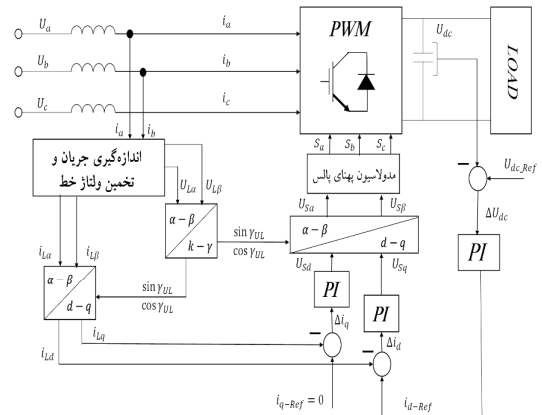 U_a i_a PWM U_dc LOAD
U_b i_b
U_c i_c
i_a i_b
S_a S_b S_c
اندازه‌گیری جریان و
تخمین ولتاژ خط
U_Lα U_Lβ
مدولاسیون پهنای پالس
U_dc_Ref
ΔU_dc
U_Sα U_Sβ
α − β
k − γ
sin γ_UL
cos γ_UL
α − β
d − q
PI
i_Lα i_Lβ
α − β
d − q
sin γ_UL
cos γ_UL
U_Sd U_Sq
PI
PI
Δi_q Δi_d
i_Lq
i_Ld
i_q−Ref = 0
i_d−Ref